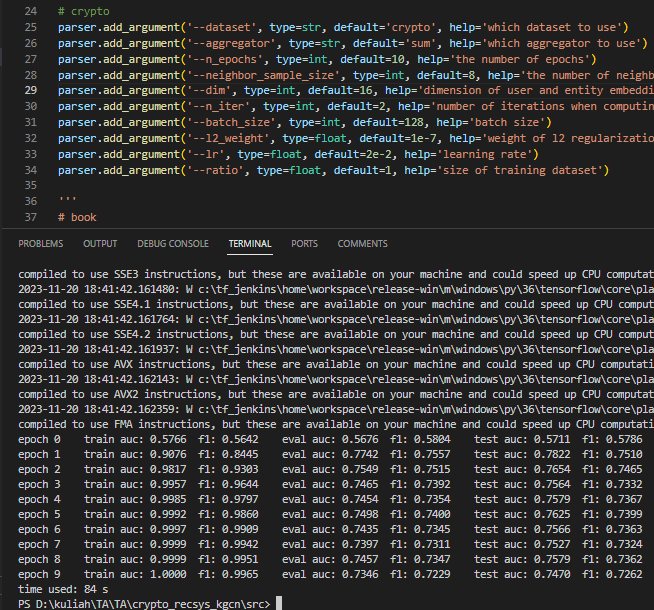 24 # crypto
25 parser.add_argument('--dataset', type=str, default='crypto', help='which dataset to use')
26 parser.add_argument('--aggregator', type=str, default='sum', help='which aggregator to use')
27 parser.add_argument('--n_epochs', type=int, default=10, help='the number of epochs')
28 parser.add_argument('--neighbor_sample_size', type=int, default=8, help='the number of neighb
29 parser.add_argument('--dim', type=int, default=16, help='dimension of user and entity embeddi
30 parser.add_argument('--n_iter', type=int, default=2, help='number of iterations when computin
31 parser.add_argument('--batch_size', type=int, default=128, help='batch size')
32 parser.add_argument('--l2_weight', type=float, default=1e-7, help='weight of l2 regularizatio
33 parser.add_argument('--lr', type=float, default=2e-2, help='learning rate')
34 parser.add_argument('--ratio', type=float, default=1, help='size of training dataset')
35
36 '''
37 # book
PROBLEMS OUTPUT DEBUG CONSOLE TERMINAL PORTS COMMENTS
compiled to use SSE3 instructions, but these are available on your machine and could speed up CPU computat
2023-11-20 18:41:42.161480: W c:\tf_jenkins\home\workspace\release-win\m\windows\py\36\tensorflow\core\pla
compiled to use SSE4.1 instructions, but these are available on your machine and could speed up CPU comput
2023-11-20 18:41:42.161764: W c:\tf_jenkins\home\workspace\release-win\m\windows\py\36\tensorflow\core\pla
compiled to use SSE4.2 instructions, but these are available on your machine and could speed up CPU comput
2023-11-20 18:41:42.161937: W c:\tf_jenkins\home\workspace\release-win\m\windows\py\36\tensorflow\core\pla
compiled to use AVX instructions, but these are available on your machine and could speed up CPU computati
2023-11-20 18:41:42.162143: W c:\tf_jenkins\home\workspace\release-win\m\windows\py\36\tensorflow\core\pla
compiled to use AVX2 instructions, but these are available on your machine and could speed up CPU computat
2023-11-20 18:41:42.162359: W c:\tf_jenkins\home\workspace\release-win\m\windows\py\36\tensorflow\core\pla
compiled to use FMA instructions, but these are available on your machine and could speed up CPU computati
epoch 0 train auc: 0.5766 f1: 0.5642 eval auc: 0.5676 f1: 0.5804 test auc: 0.5711 f1: 0.5786
epoch 1 train auc: 0.9076 f1: 0.8445 eval auc: 0.7742 f1: 0.7557 test auc: 0.7822 f1: 0.7510
epoch 2 train auc: 0.9817 f1: 0.9303 eval auc: 0.7549 f1: 0.7515 test auc: 0.7654 f1: 0.7465
epoch 3 train auc: 0.9957 f1: 0.9644 eval auc: 0.7465 f1: 0.7392 test auc: 0.7564 f1: 0.7332
epoch 4 train auc: 0.9985 f1: 0.9797 eval auc: 0.7454 f1: 0.7354 test auc: 0.7579 f1: 0.7367
epoch 5 train auc: 0.9992 f1: 0.9860 eval auc: 0.7498 f1: 0.7400 test auc: 0.7625 f1: 0.7399
epoch 6 train auc: 0.9997 f1: 0.9909 eval auc: 0.7435 f1: 0.7345 test auc: 0.7566 f1: 0.7363
epoch 7 train auc: 0.9999 f1: 0.9942 eval auc: 0.7397 f1: 0.7311 test auc: 0.7527 f1: 0.7324
epoch 8 train auc: 0.9999 f1: 0.9951 eval auc: 0.7457 f1: 0.7347 test auc: 0.7579 f1: 0.7362
epoch 9 train auc: 1.0000 f1: 0.9965 eval auc: 0.7346 f1: 0.7229 test auc: 0.7470 f1: 0.7262
time used: 84 s
PS D:\kuliah\TA\TA\crypto_recsys_kgcn\src>